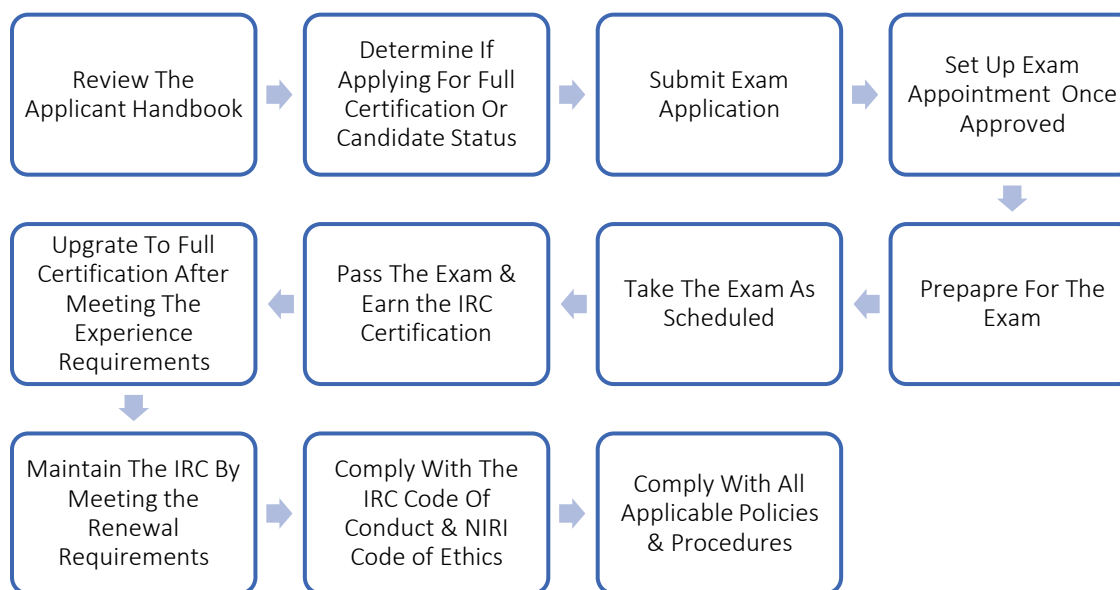 Review The
Applicant Handbook
Determine If
Applying For Full
Certification Or
Candidate Status
Submit Exam
Application
Set Up Exam
Appointment Once
Approved
Prepapre For The
Exam
Take The Exam As
Scheduled
Pass The Exam &
Earn the IRC
Certification
Upgrate To Full
Certification After
Meeting The
Experience
Requirements
Maintain The IRC By
Meeting the
Renewal
Requirements
Comply With The
IRC Code Of
Conduct & NIRI
Code of Ethics
Comply With All
Applicable Policies
& Procedures